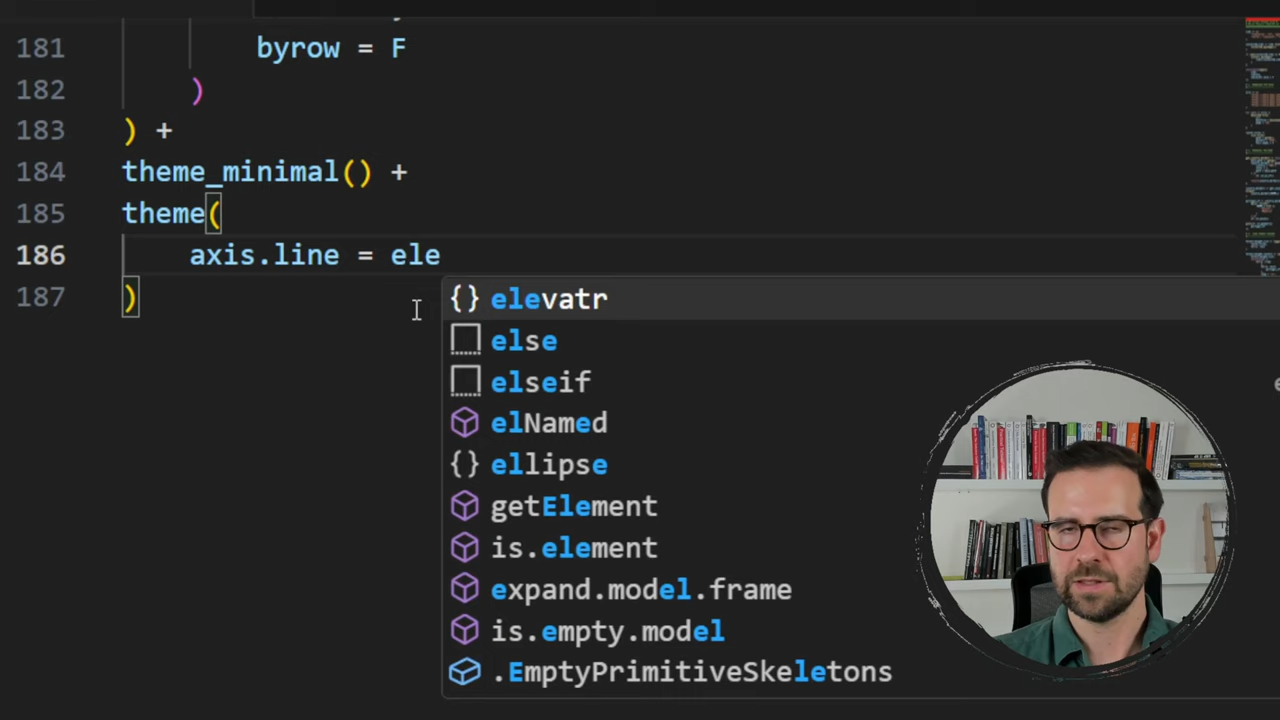 181 byrow = F
182 )
183 ) +
184 theme_minimal() +
185 theme(
186 axis.line = ele
187 )
elevatr
else
elseif
elNamed
ellipse
getElement
is.element
expand.model.frame
is.empty.model
.EmptyPrimitiveSkeletons